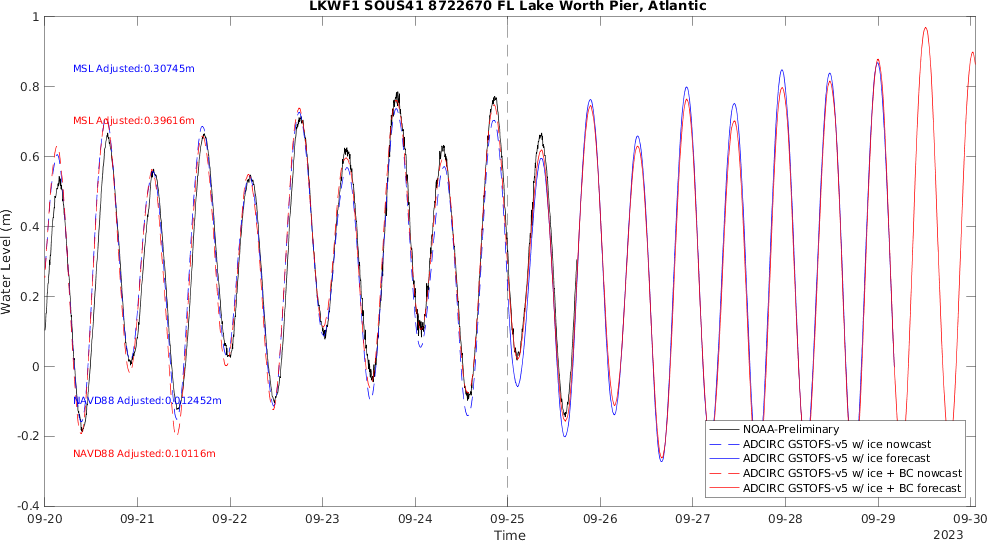 LKWF1 SOUS41 8722670 FL Lake Worth Pier, Atlantic
1
0.8
0.6
0.4
0.2
0
-0.2
-0.4
Water Level (m)
MSL Adjusted:0.30745m
MSL Adjusted:0.39616m
NAVD88 Adjusted:0.012452m
NAVD88 Adjusted:0.10116m
NOAA-Preliminary
ADCIRC GSTOFS-v5 w/ ice nowcast
ADCIRC GSTOFS-v5 w/ ice forecast
ADCIRC GSTOFS-v5 w/ ice + BC nowcast
ADCIRC GSTOFS-v5 w/ ice + BC forecast
09-20 09-21 09-22 09-23 09-24 09-25 09-26 09-27 09-28 09-29 09-30
Time
2023